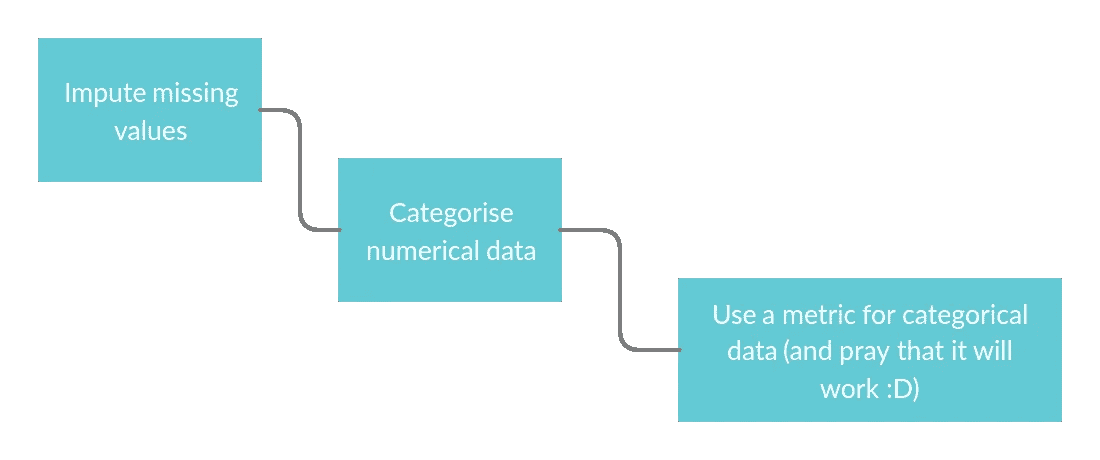 Impute missing
values
Categorise
numerical data
Use a metric for categorical
data (and pray that it will
work :D)